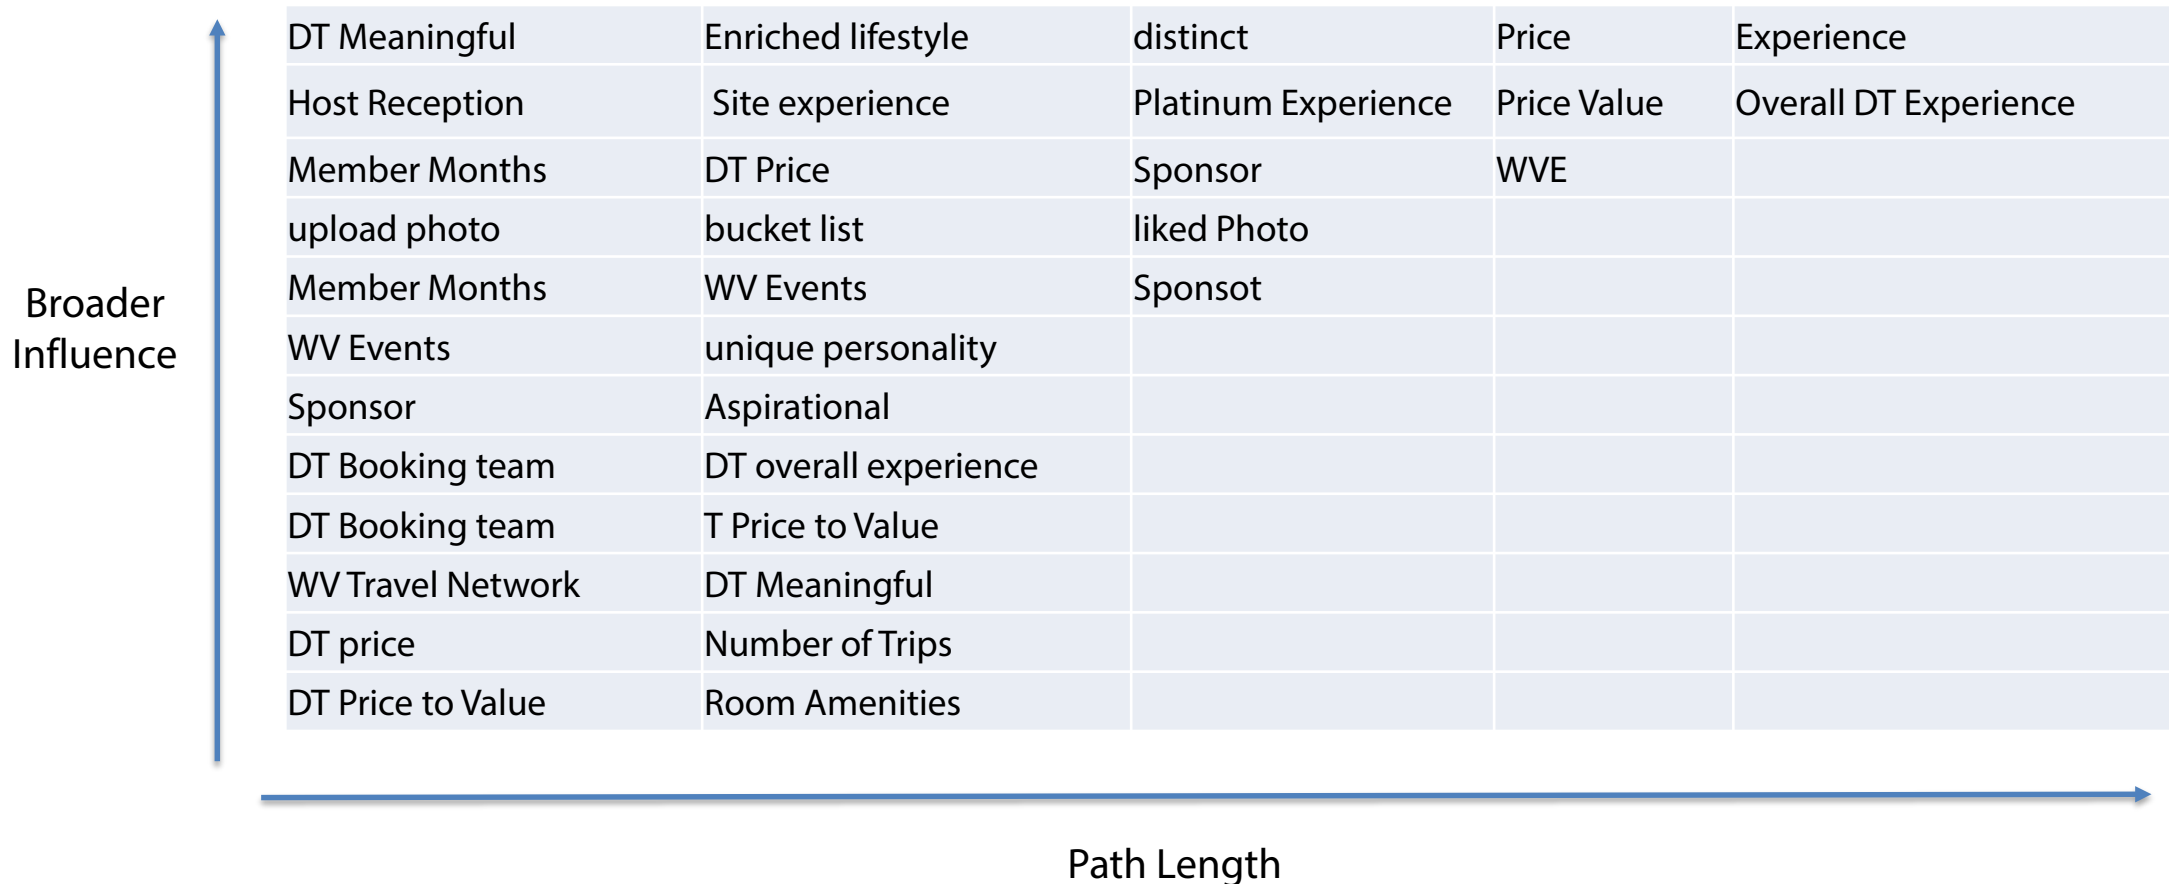 DT Meaningful Enriched lifestyle distinct Price Experience
Host Reception Site experience Platinum Experience Price Value Overall DT Experience
Member Months DT Price Sponsor WVE
upload photo bucket list liked Photo
Member Months WV Events Sponsot
WV Events unique personality
Sponsor Aspirational
DT Booking team DT overall experience
DT Booking team T Price to Value
WV Travel Network DT Meaningful
DT price Number of Trips
DT Price to Value Room Amenities
Broader
Influence
Path Length